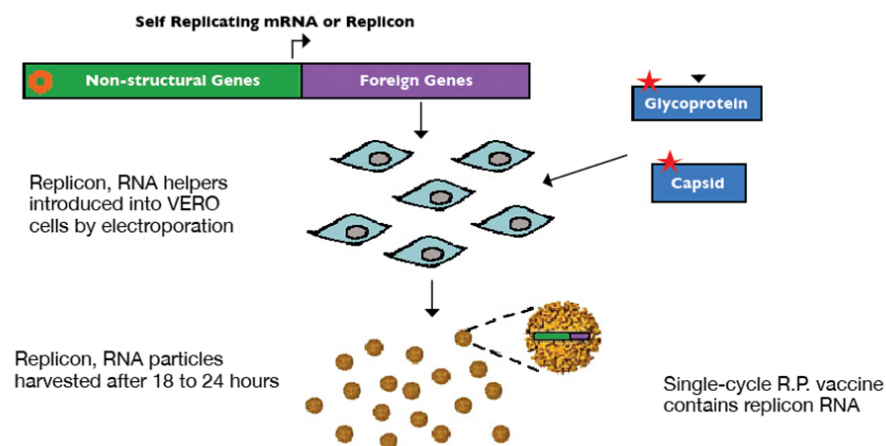 Self Replicating mRNA or Replicon
Non-structural Genes
Foreign Genes
Glycoprotein
Capsid
Replicon, RNA helpers
introduced into VERO
cells by electroporation
Replicon, RNA particles
harvested after 18 to 24 hours
Single-cycle R.P. vaccine
contains replicon RNA